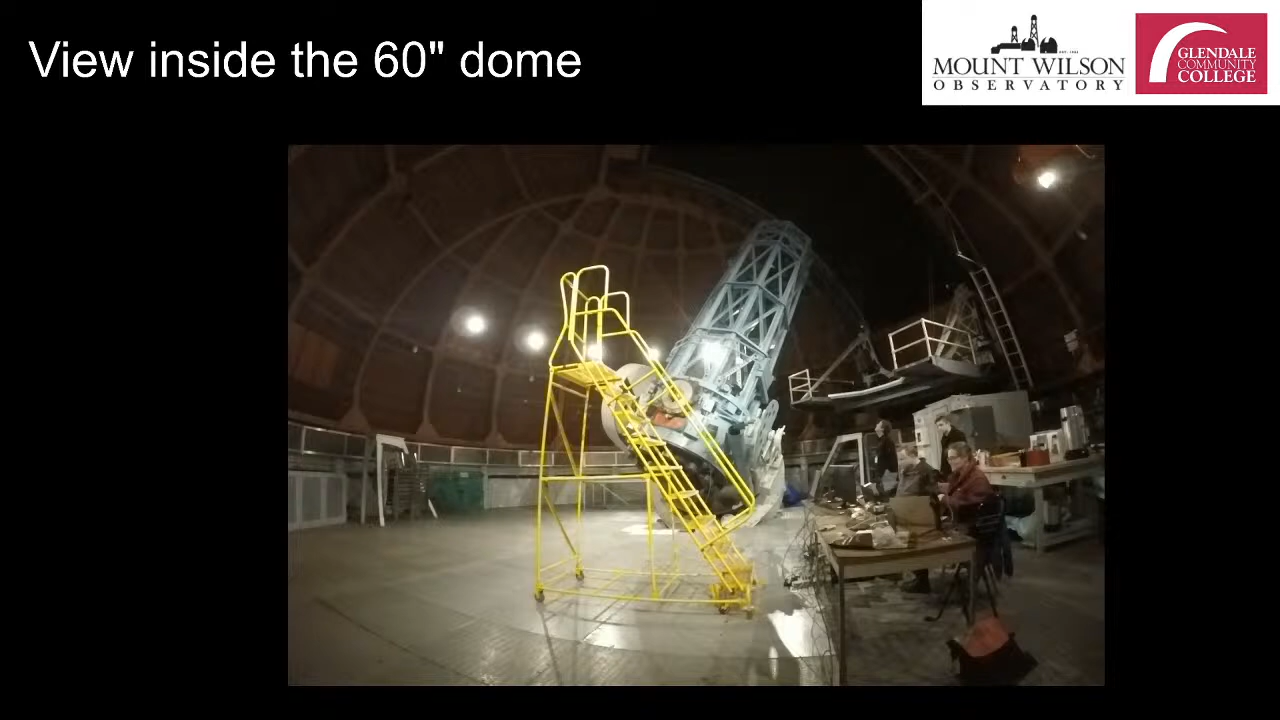 View inside the 60" dome
MOUNT WILSON
OBSERVATORY
GLENDALE
COMMUNITY
COLLEGE